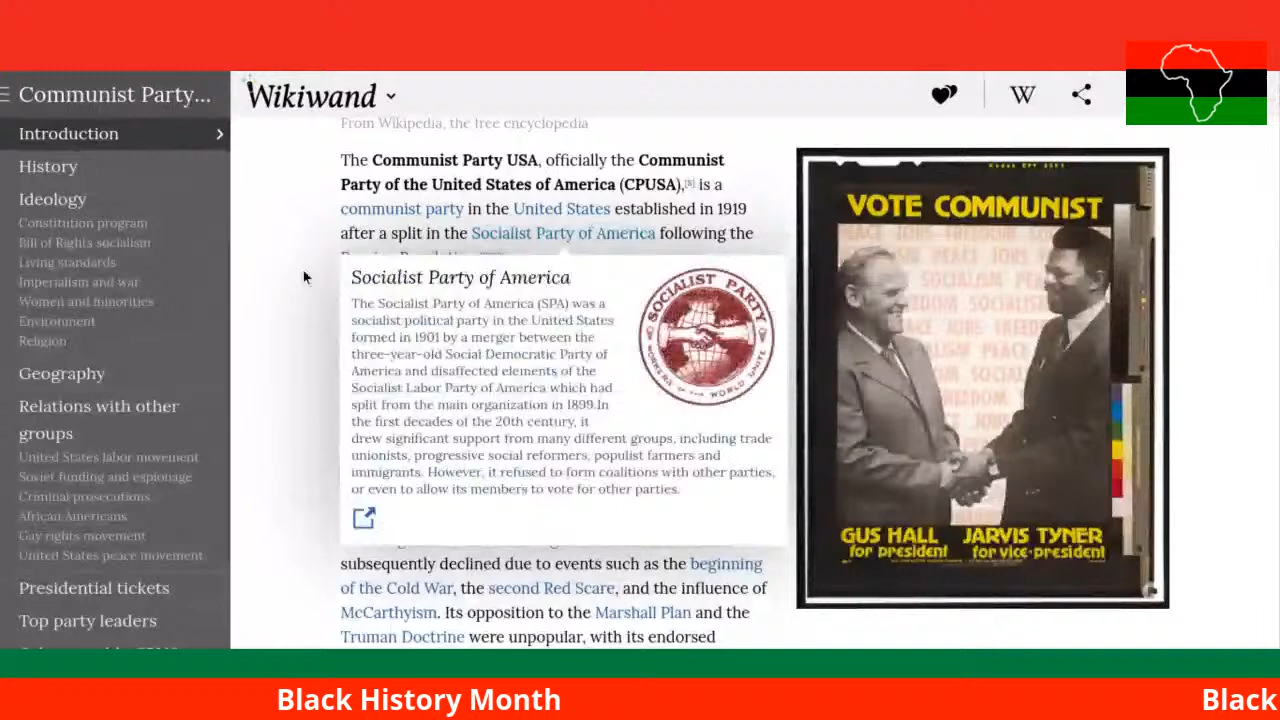 Communist Party...
Introduction
History
Ideology
Constitution program
Bill of Rights socialism
Living standards
Imperialism and war
Women and minorities
Environment
Religion
Geography
Relations with other
groups
United States labor movement
Soviet funding and espionage
Criminal prosecutions
African Americans
Gay rights movement
United States peace movement
Presidential tickets
Top party leaders
Wikiwand
W
From Wikipedia, the free encyclopedia
The Communist Party USA, officially the Communist
Party of the United States of America (CPUSA), is a
communist party in the United States established in 1919
after a split in the Socialist Party of America following the
Socialist Party of America
The Socialist Party of America (SPA) was a
socialist political party in the United States
formed in 1901 by a merger between the
three-year-old Social Democratic Party of
America and disaffected elements of the
Socialist Labor Party of America which had
split from the main organization in 1899.In
the first decades of the 20th century, it
drew significant support from many different groups, including trade
unionists, progressive social reformers, populist farmers and
immigrants. However, it refused to form coalitions with other parties,
or even to allow its members to vote for other parties.
SOCIALIST PARTY
WORKERS OF THE WORLD UNITE
subsequently declined due to events such as the beginning
of the Cold War, the second Red Scare, and the influence of
McCarthyism. Its opposition to the Marshall Plan and the
Truman Doctrine were unpopular, with its endorsed
VOTE COMMUNIST
GUS HALL
for president
JARVIS TYNER
for vice-president
Black History Month
Black